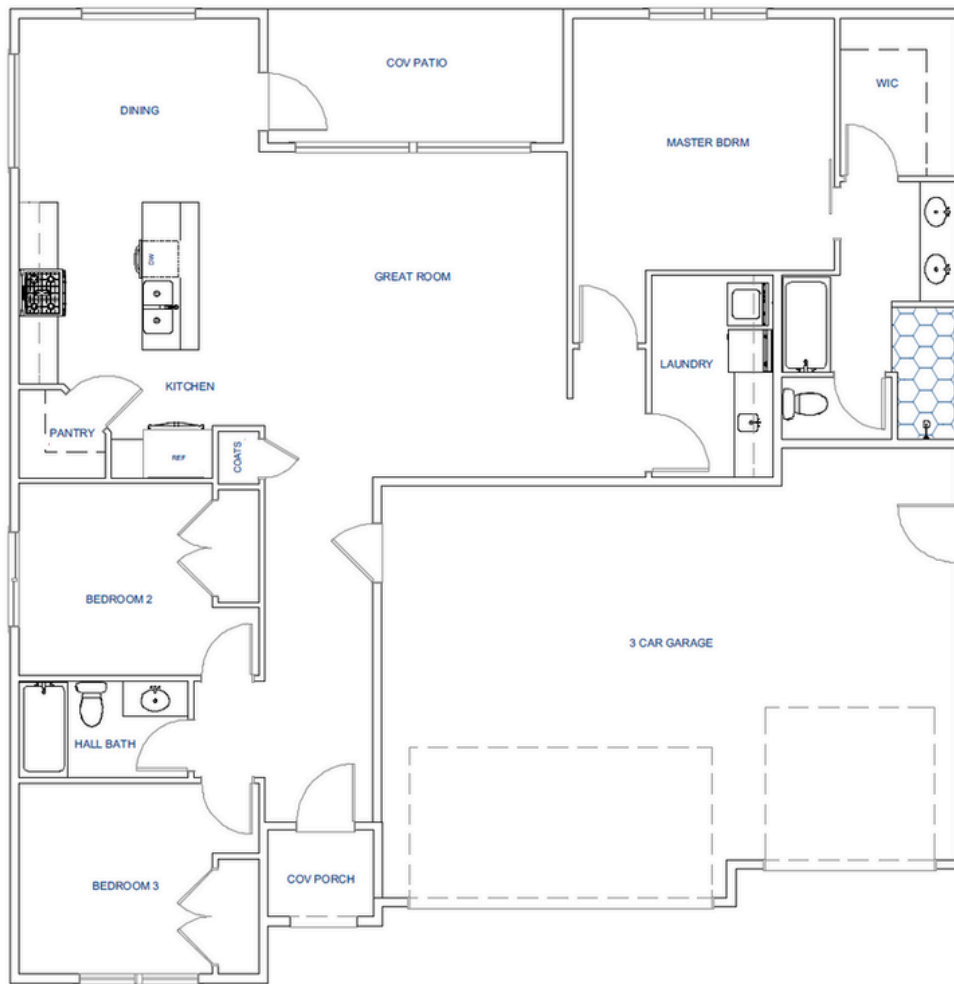 COV PATIO
WIC
DINING
MASTER BDRM
DW
GREAT ROOM
LAUNDRY
KITCHEN
PANTRY
REF
COATS
BEDROOM 2
3 CAR GARAGE
HALL BATH
COV PORCH
BEDROOM 3